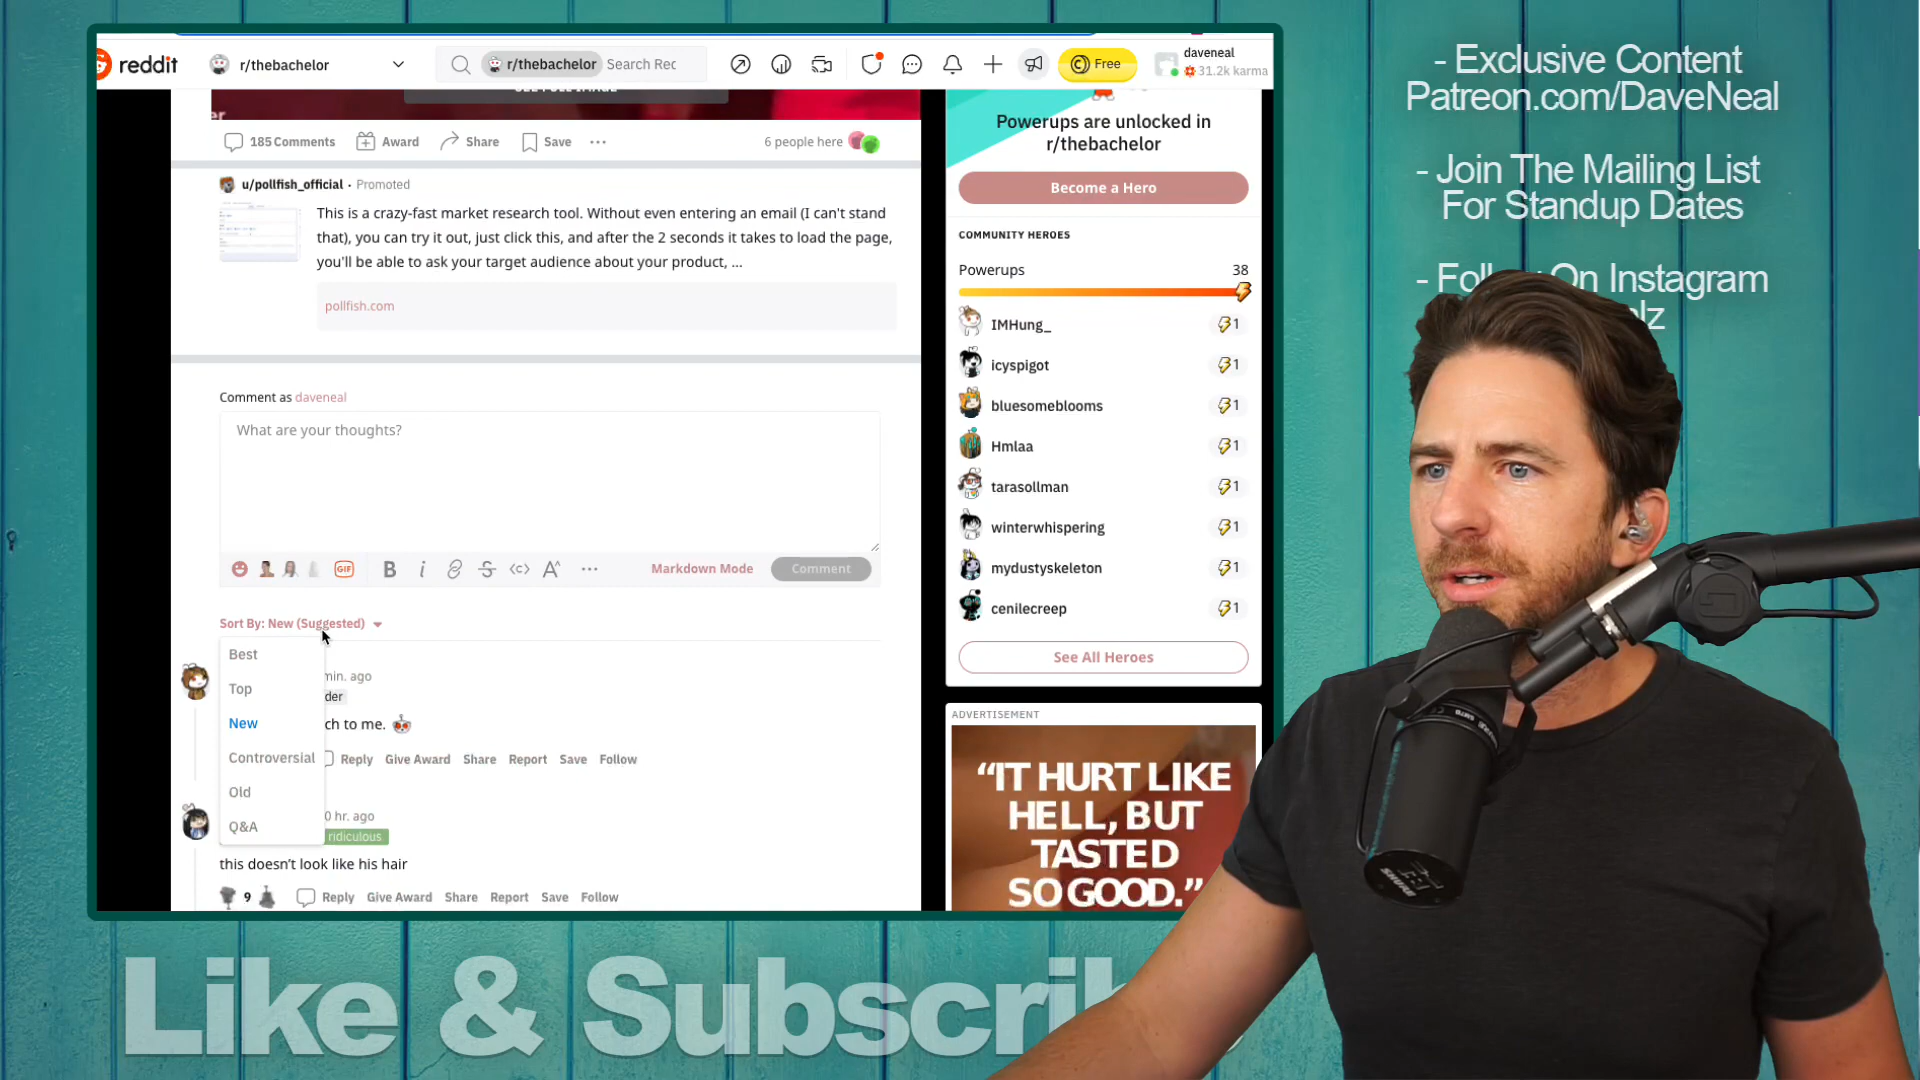 reddit
r/thebachelor
r/thebachelor Search Rec
Free
daveneal
31.2k karma
er
185 Comments Award Share Save ...
6 people here
u/pollfish_official · Promoted
This is a crazy-fast market research tool. Without even entering an email (I can't stand
that), you can try it out, just click this, and after the 2 seconds it takes to load the page,
you'll be able to ask your target audience about your product, ...
pollfish.com
Comment as daveneal
What are your thoughts?
GIF B i S <c> A^ ...
Markdown Mode
Comment
Sort By: New (Suggested)
Best
Top
New
Controversial
Old
Q&A
min. ago
der
ch to me.
Reply Give Award Share Report Save Follow
0 hr. ago
ridiculous
this doesn't look like his hair
9 Reply Give Award Share Report Save Follow
Powerups are unlocked in
r/thebachelor
Become a Hero
COMMUNITY HEROES
Powerups 38
IMHung_ 1
icyspigot 1
bluesomeblooms 1
Hmlaa 1
tarasollman 1
winterwhispering 1
mydustyskeleton 1
cenilecreep 1
See All Heroes
ADVERTISEMENT
“IT HURT LIKE
HELL, BUT
TASTED
SO GOOD.”
- Exclusive Content
Patreon.com/DaveNeal
- Join The Mailing List
For Standup Dates
- Follow On Instagram
lz
SHURE
Like & Subscrib